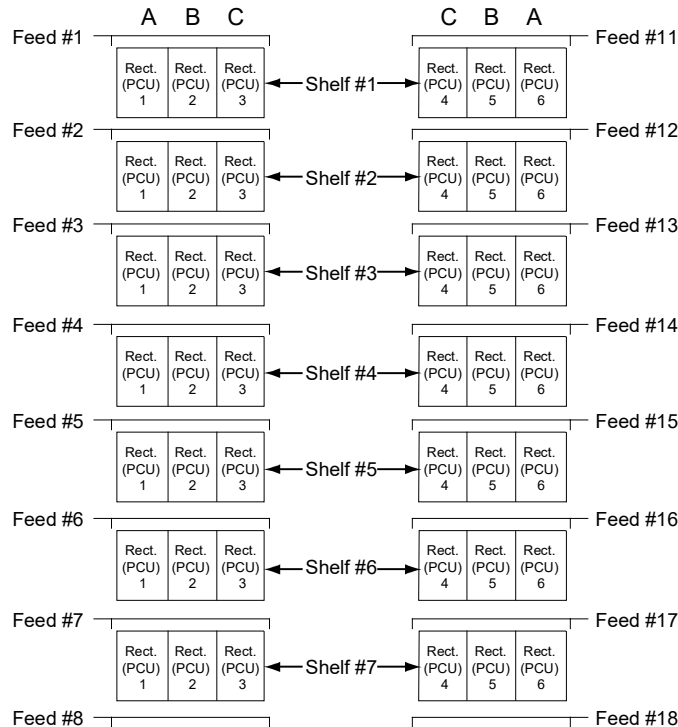 A B C C B A
Feed #1 Feed #11
Rect. Rect. Rect. Rect. Rect. Rect.
(PCU) (PCU) (PCU) Shelf #1 (PCU) (PCU) (PCU)
1 2 3 4 5 6
Feed #2 Feed #12
Rect. Rect. Rect. Rect. Rect. Rect.
(PCU) (PCU) (PCU) Shelf #2 (PCU) (PCU) (PCU)
1 2 3 4 5 6
Feed #3 Feed #13
Rect. Rect. Rect. Rect. Rect. Rect.
(PCU) (PCU) (PCU) Shelf #3 (PCU) (PCU) (PCU)
1 2 3 4 5 6
Feed #4 Feed #14
Rect. Rect. Rect. Rect. Rect. Rect.
(PCU) (PCU) (PCU) Shelf #4 (PCU) (PCU) (PCU)
1 2 3 4 5 6
Feed #5 Feed #15
Rect. Rect. Rect. Rect. Rect. Rect.
(PCU) (PCU) (PCU) Shelf #5 (PCU) (PCU) (PCU)
1 2 3 4 5 6
Feed #6 Feed #16
Rect. Rect. Rect. Rect. Rect. Rect.
(PCU) (PCU) (PCU) Shelf #6 (PCU) (PCU) (PCU)
1 2 3 4 5 6
Feed #7 Feed #17
Rect. Rect. Rect. Rect. Rect. Rect.
(PCU) (PCU) (PCU) Shelf #7 (PCU) (PCU) (PCU)
1 2 3 4 5 6
Feed #8 Feed #18